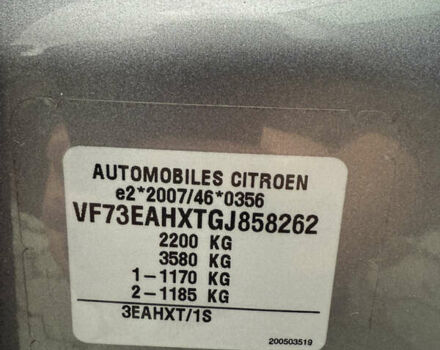 AUTOMOBILES CITROEN
e2*2007/46*0356
VF73EAHXTGJ858262
2200 KG
3580 KG
1-1170 KG
2-1185 KG
3EAHXT/1S
200503519